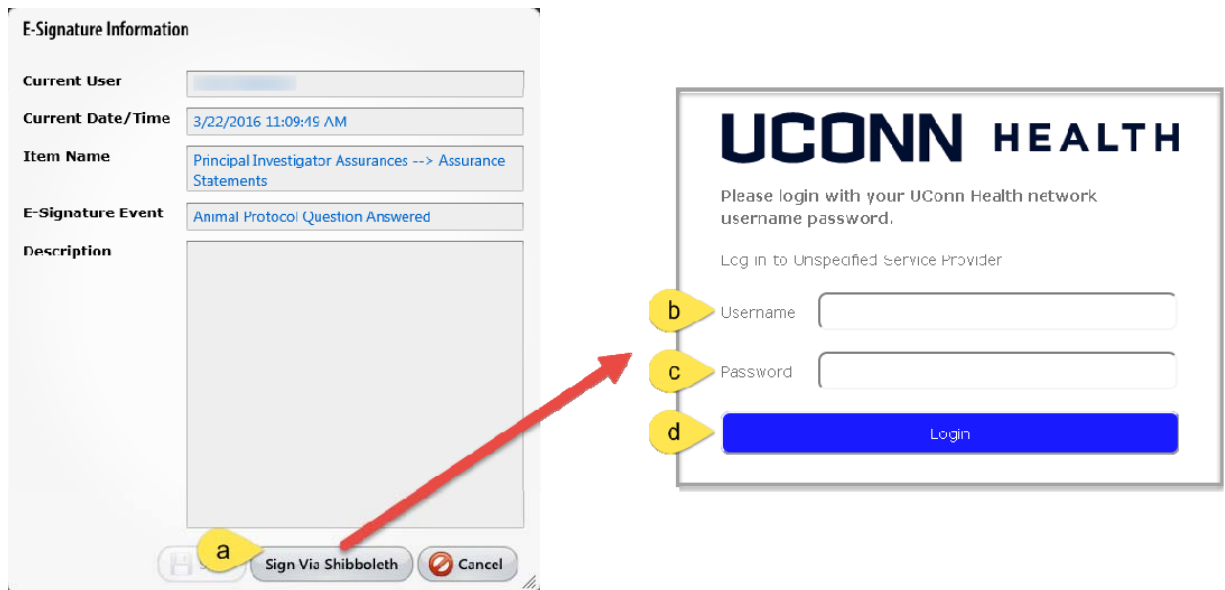 E-Signature Information
Current User
Current Date/Time
3/22/2016 11:09:49 AM
Item Name
Principal Investigator Assurances --> Assurance
Statements
E-Signature Event
Animal Protocol Question Answered
Description
a
Sign Via Shibboleth
Cancel
UCONN HEALTH
Please login with your UConn Health network
username password.
Log in to Unspecified Service Provider
b
Username
c
Password
d
Login